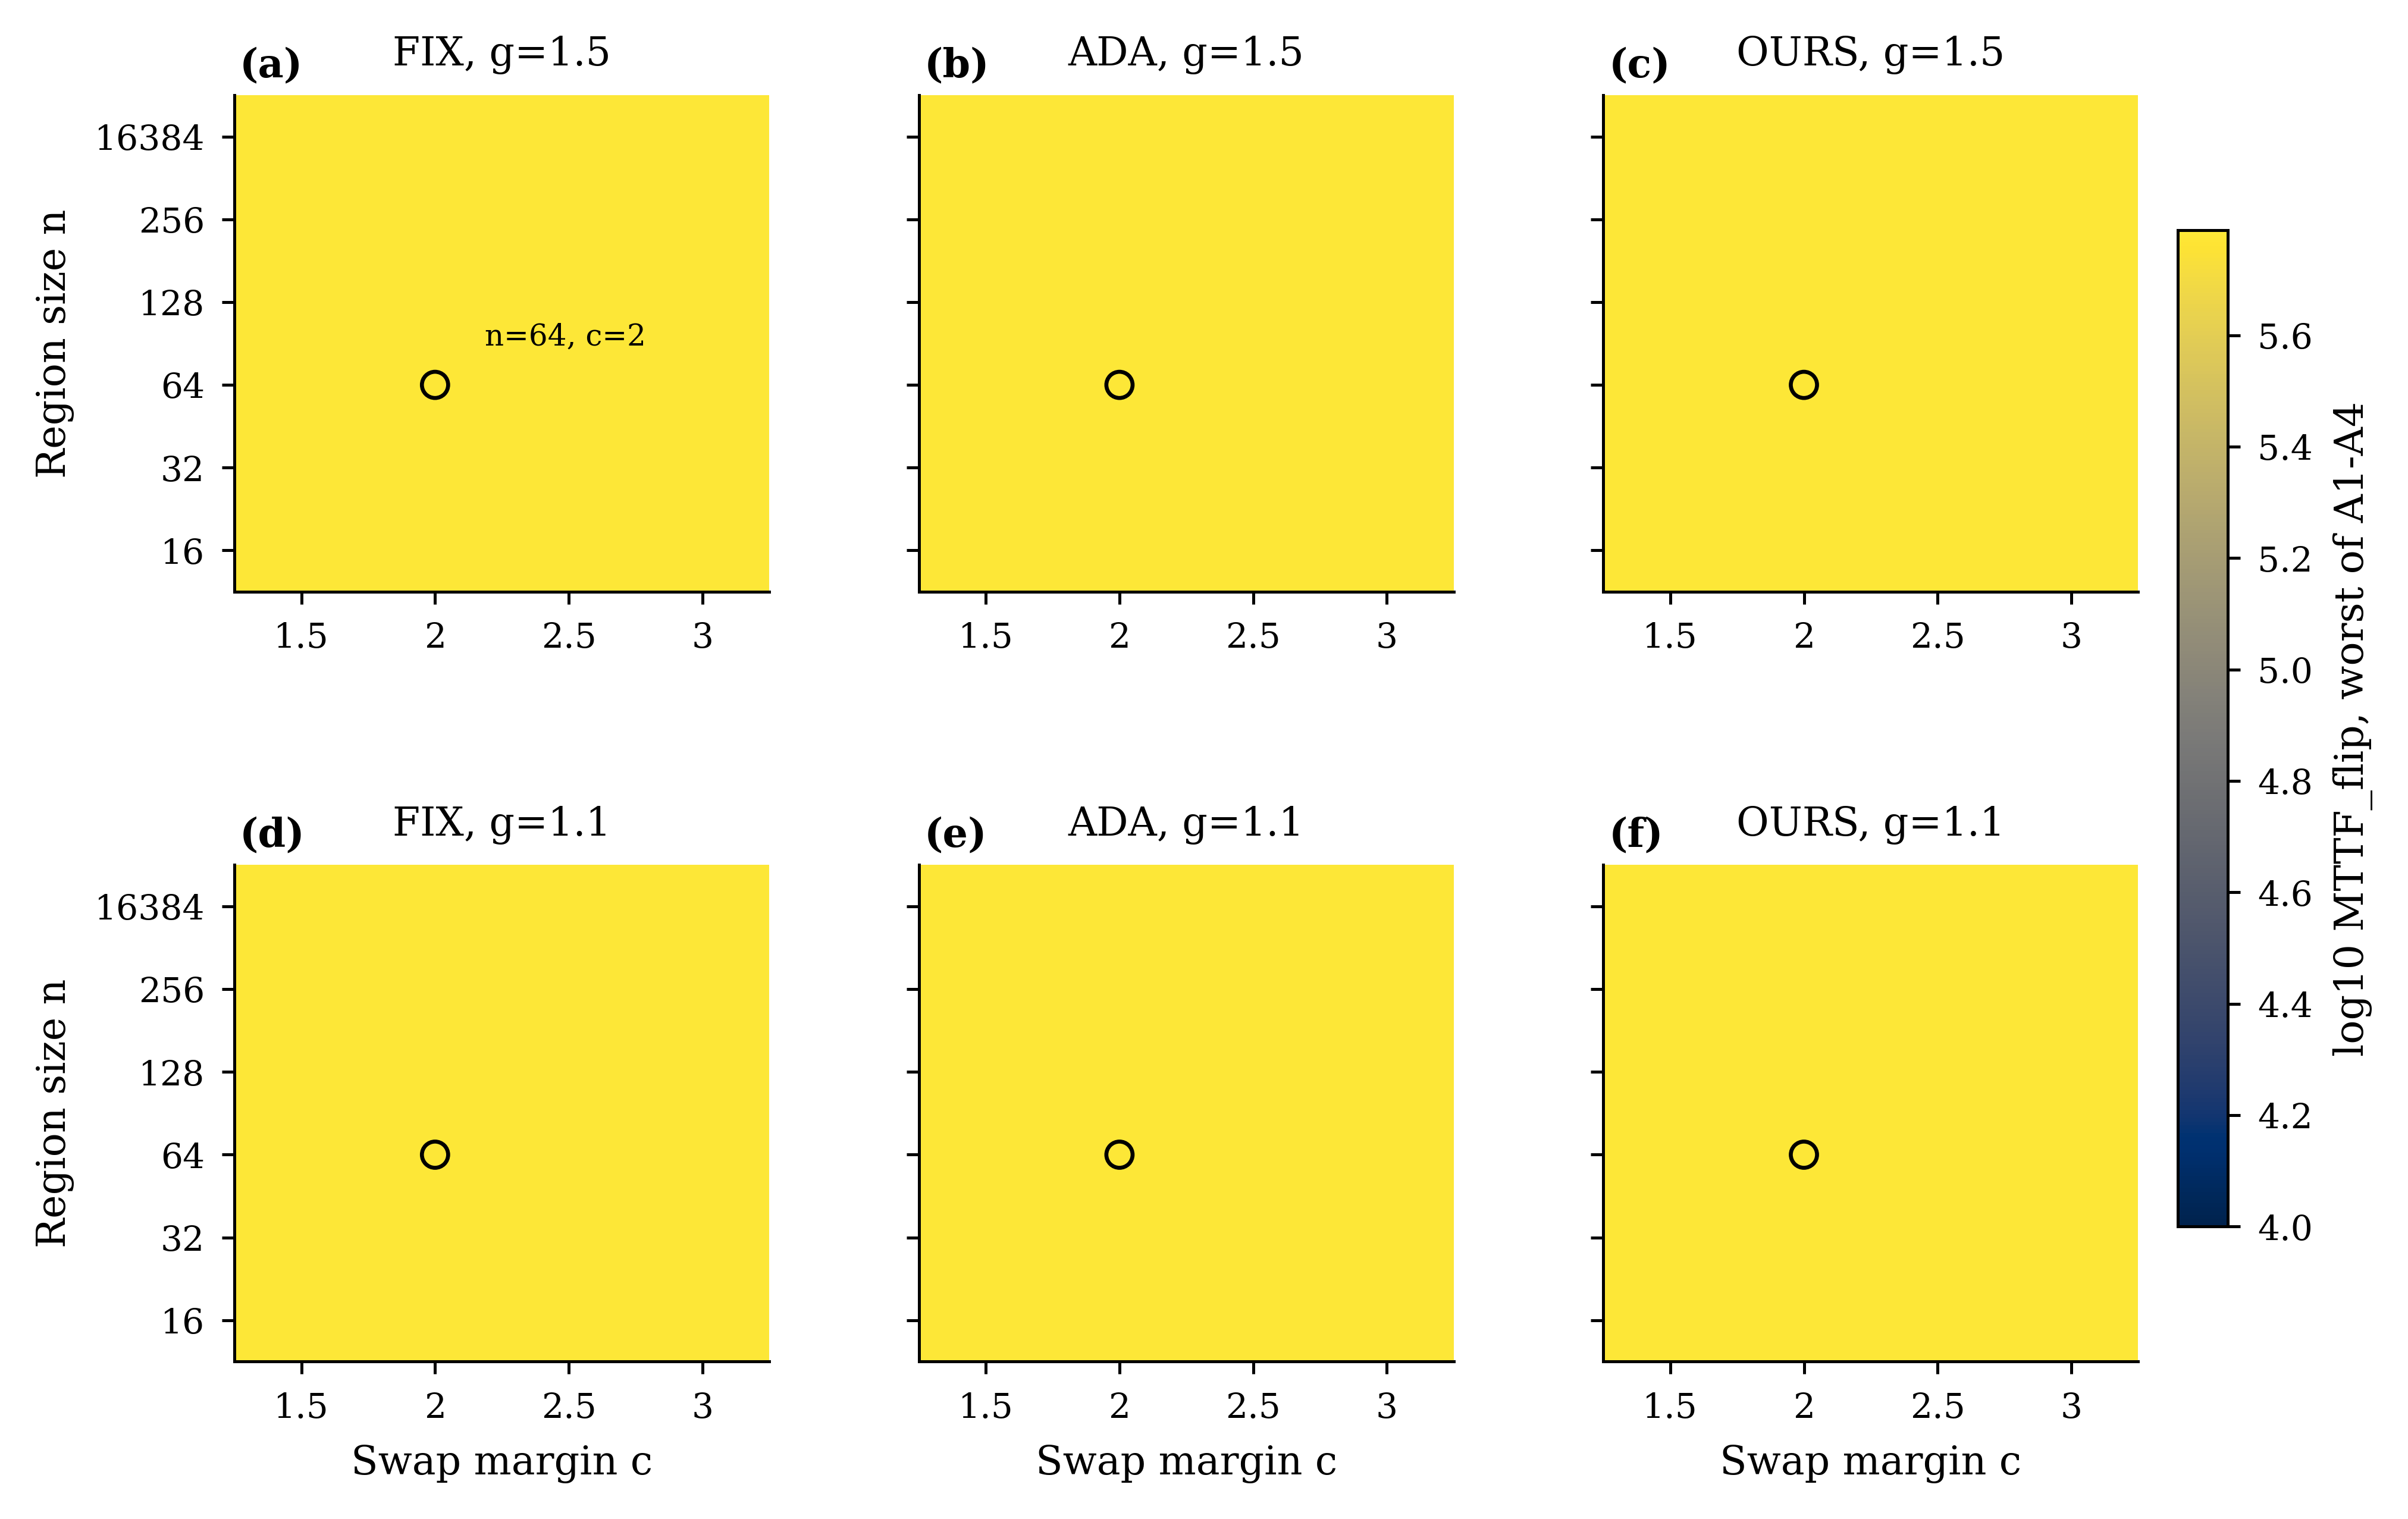 (a) FIX, g=1.5
(b) ADA, g=1.5
(c) OURS, g=1.5
Region size n
16384
256
128
64
32
16
n=64, c=2
1.5 2 2.5 3
1.5 2 2.5 3
1.5 2 2.5 3
(d) FIX, g=1.1
(e) ADA, g=1.1
(f) OURS, g=1.1
Region size n
16384
256
128
64
32
16
1.5 2 2.5 3
1.5 2 2.5 3
1.5 2 2.5 3
Swap margin c
Swap margin c
Swap margin c
5.6
5.4
5.2
5.0
4.8
4.6
4.4
4.2
4.0
log10 MTTF_flip, worst of A1-A4